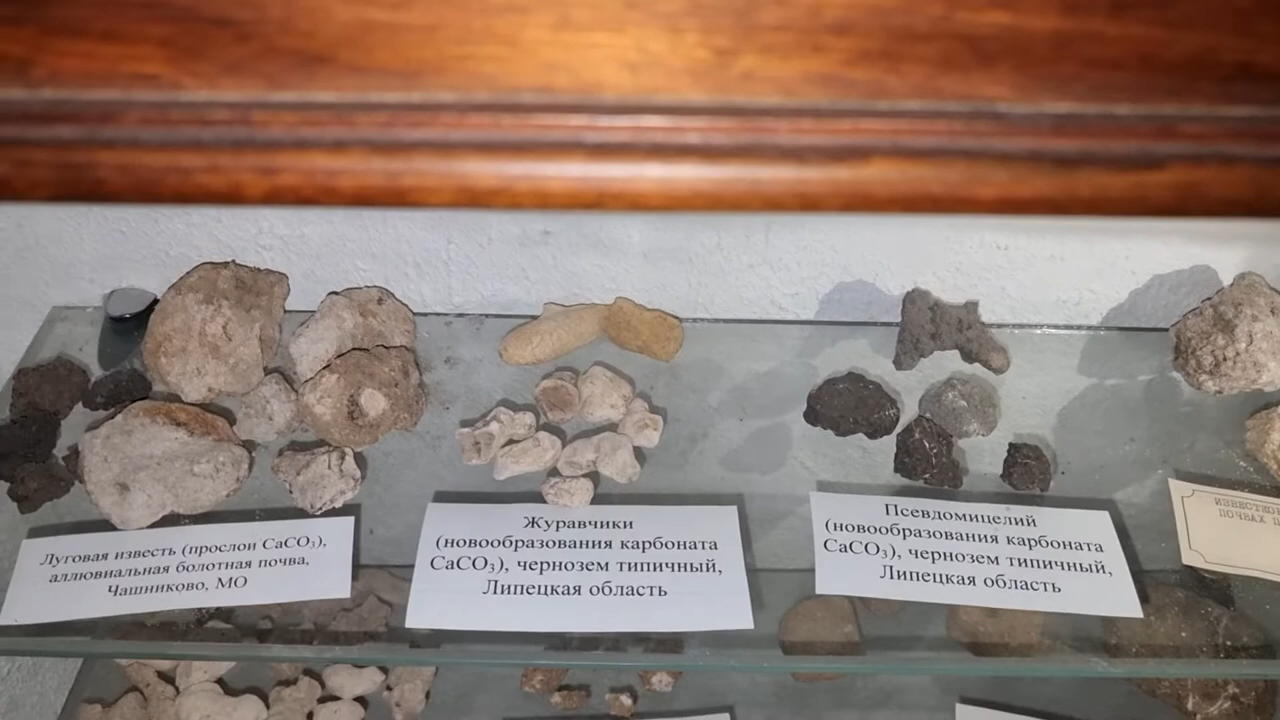 Луговая известь (прослои CaCO₃),
аллювиальная болотная почва,
Чашниково, МО
Журавчики
(новообразования карбоната
CaCO₃), чернозем типичный,
Липецкая область
Псевдомицелий
(новообразования карбоната
CaCO₃), чернозем типичный,
Липецкая область
ПОЧВАХ